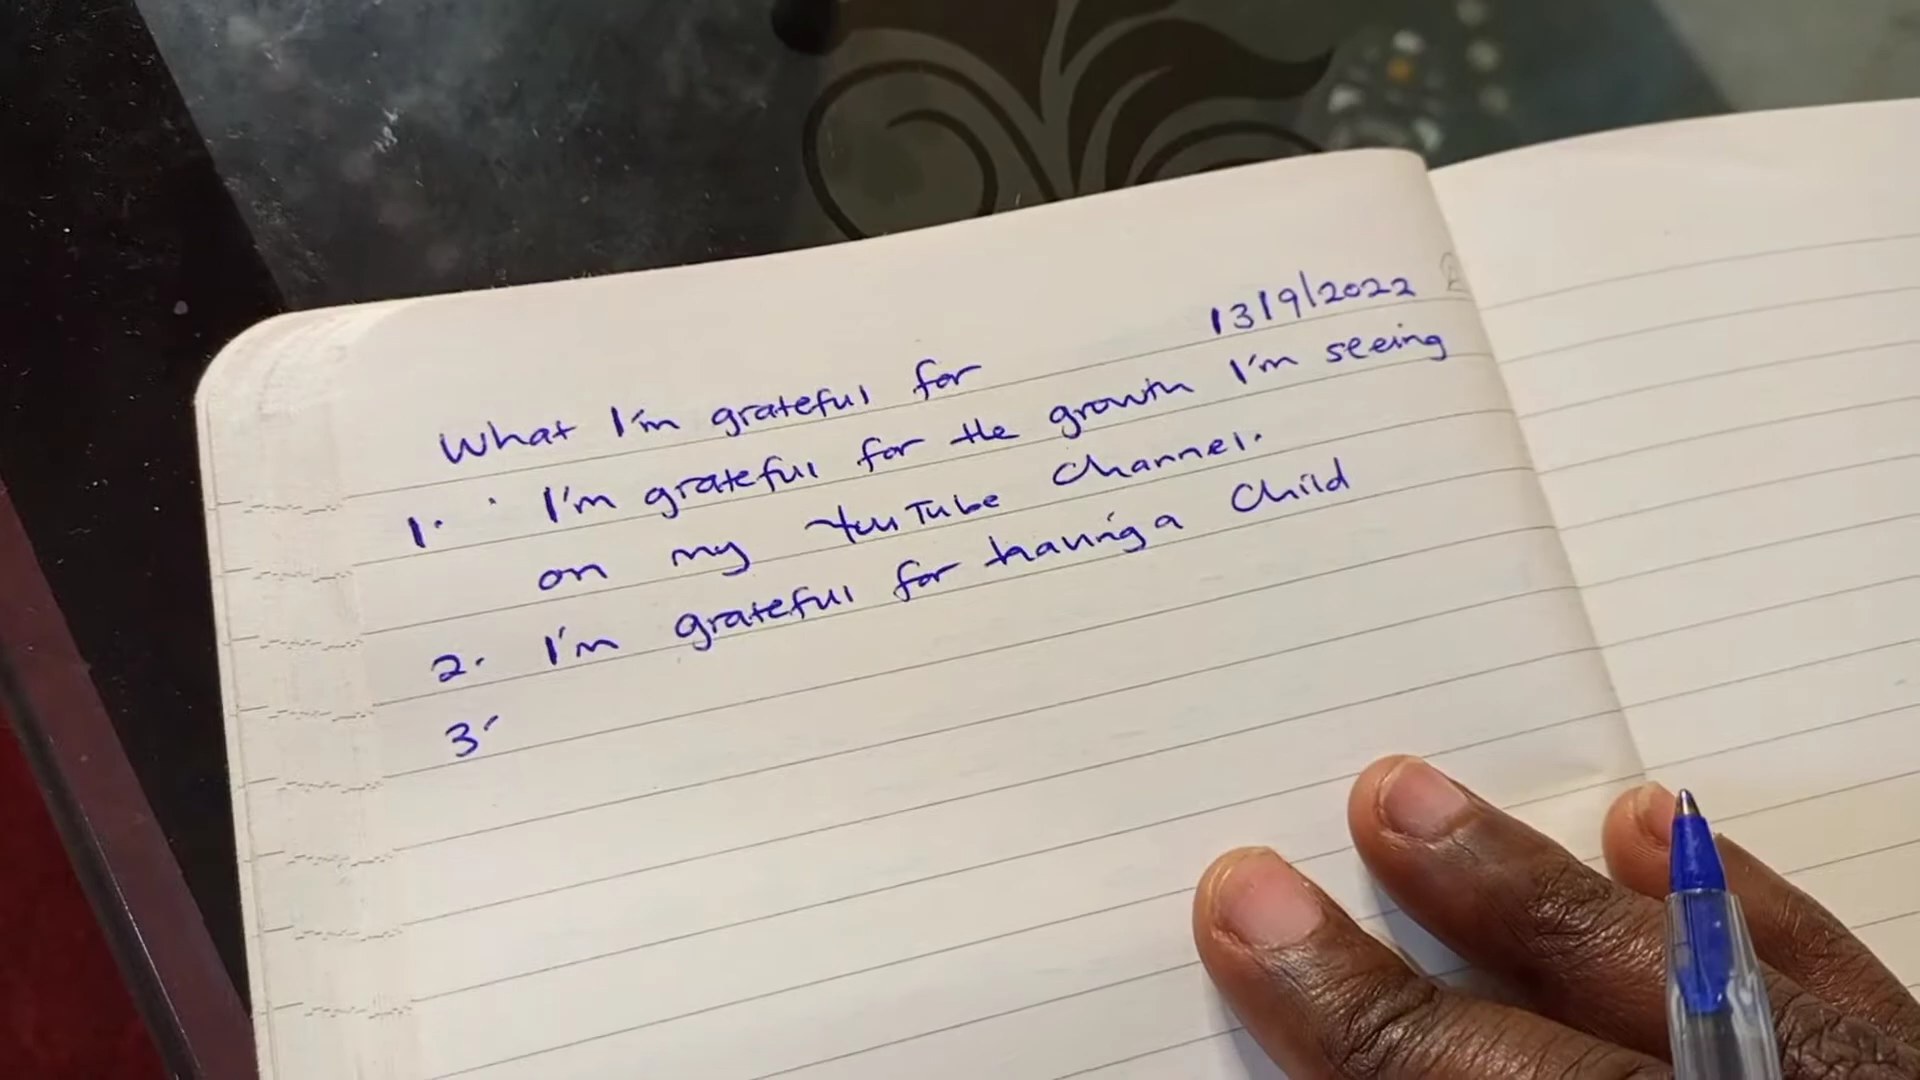 13/9/2022
What I'm grateful for
1. I'm grateful for the growth I'm seeing
on my YouTube Channel.
2. I'm grateful for having a Child
3.